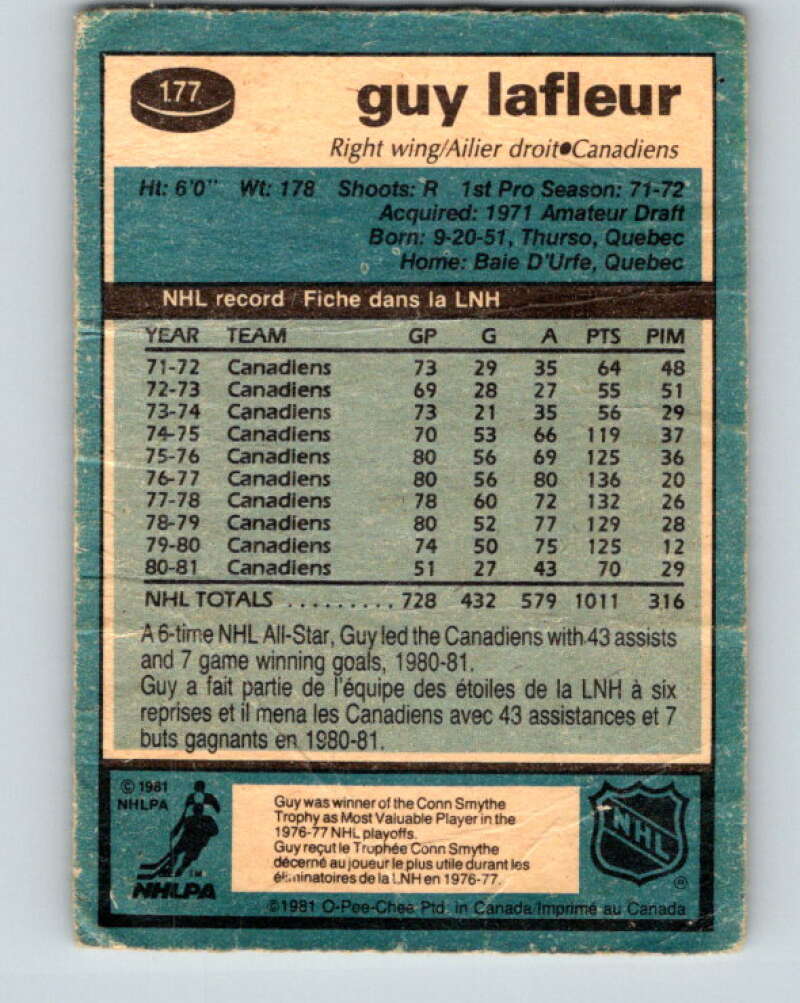 177
guy lafleur
Right wing/Ailier droit●Canadiens
Ht: 6'0" Wt: 178 Shoots: R 1st Pro Season: 71-72
Acquired: 1971 Amateur Draft
Born: 9-20-51, Thurso, Quebec
Home: Baie D'Urfe, Quebec
NHL record / Fiche dans la LNH
YEAR TEAM GP G A PTS PIM
71-72 Canadiens 73 29 35 64 48
72-73 Canadiens 69 28 27 55 51
73-74 Canadiens 73 21 35 56 29
74-75 Canadiens 70 53 66 119 37
75-76 Canadiens 80 56 69 125 36
76-77 Canadiens 80 56 80 136 20
77-78 Canadiens 78 60 72 132 26
78-79 Canadiens 80 52 77 129 28
79-80 Canadiens 74 50 75 125 12
80-81 Canadiens 51 27 43 70 29
NHL TOTALS .......... 728 432 579 1011 316
A 6-time NHL All-Star, Guy led the Canadiens with 43 assists
and 7 game winning goals, 1980-81.
Guy a fait partie de l'équipe des étoiles de la LNH à six
reprises et il mena les Canadiens avec 43 assistances et 7
buts gagnants en 1980-81.
© 1981
NHLPA
TM
NHLPA
Guy was winner of the Conn Smythe
Trophy as Most Valuable Player in the
1976-77 NHL playoffs.
Guy reçut le Trophée Conn Smythe
décerné au joueur le plus utile durant les
éliminatoires de la LNH en 1976-77.
NHL
®
©1981 O-Pee-Chee Ptd. in Canada/Imprimé au Canada